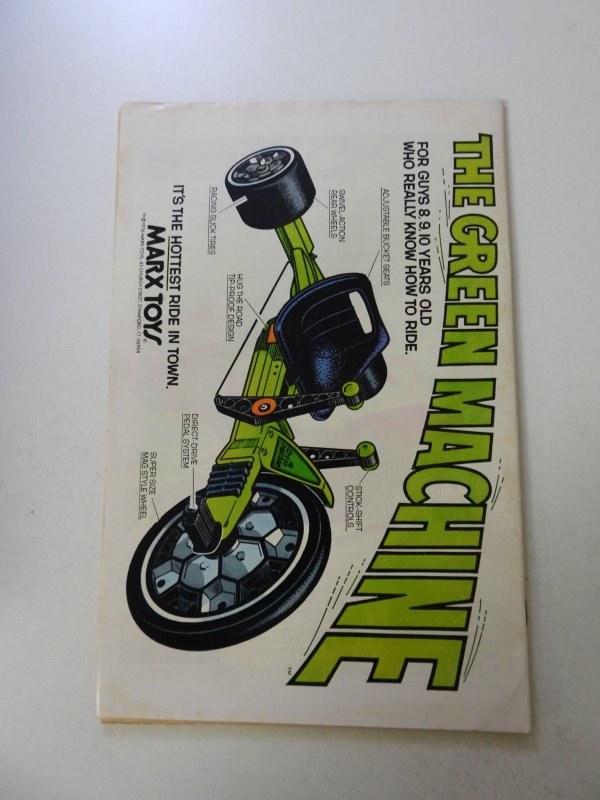 THE GREEN MACHINE™
FOR GUYS 8, 9, 10 YEARS OLD
WHO REALLY KNOW HOW TO RIDE.
ADJUSTABLE BUCKET SEATS
SWIVEL-ACTION
REAR WHEELS
RACING SLICK TIRES
HUG THE ROAD
TIP-PROOF DESIGN
STICK-SHIFT
CONTROLS
DIRECT-DRIVE
PEDAL SYSTEM
SUPER SIZE
MAG STYLE WHEEL
IT'S THE HOTTEST RIDE IN TOWN.
MARX TOYS